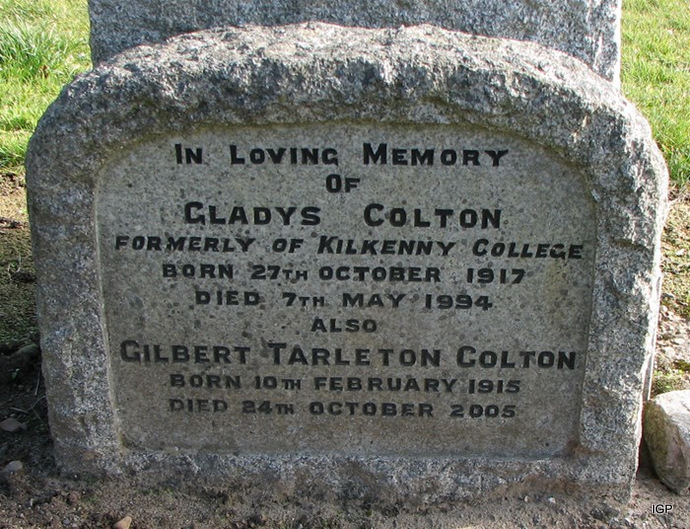 In Loving Memory
OF
GLADYS COLTON
FORMERLY OF KILKENNY COLLEGE
BORN 27TH OCTOBER 1917
DIED 7TH MAY 1994
ALSO
GILBERT TARLETON COLTON
BORN 10TH FEBRUARY 1915
DIED 24TH OCTOBER 2005
IGP